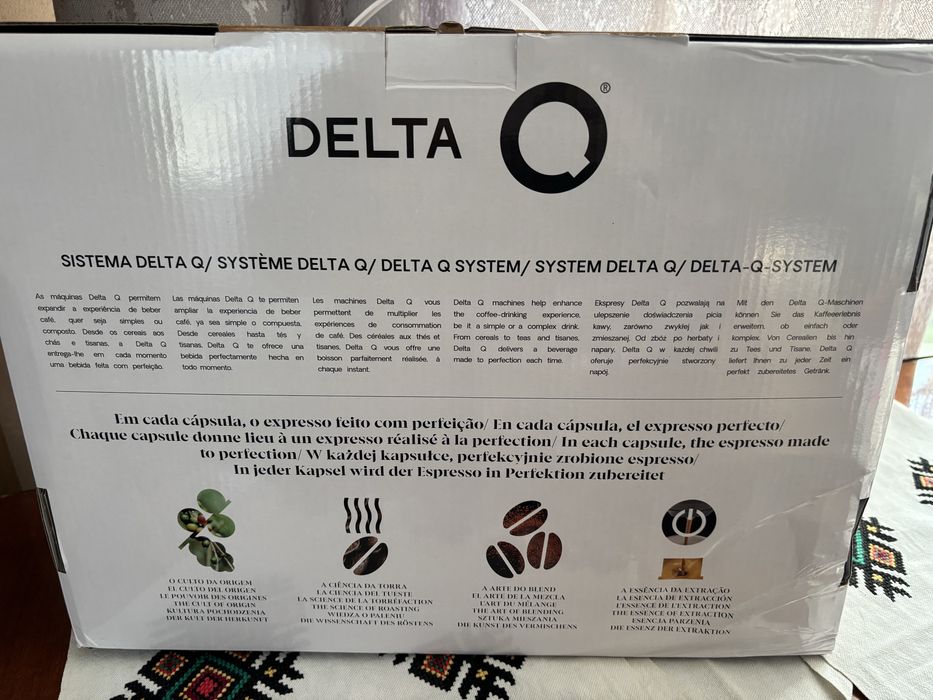 DELTA Q®
SISTEMA DELTA Q/ SYSTÈME DELTA Q/ DELTA Q SYSTEM/ SYSTEM DELTA Q/ DELTA-Q-SYSTEM
As máquinas Delta Q permitem
expandir a experiência de beber
café, quer seja simples ou
composto. Desde os cereais aos
chás e tisanas, a Delta Q
entrega-lhe em cada momento
uma bebida feita com perfeição.
Las máquinas Delta Q te permiten
ampliar la experiencia de beber
café, ya sea simple o compuesta.
Desde cereales hasta tés y
tisanas, Delta Q te ofrece una
bebida perfectamente hecha en
todo momento.
Les machines Delta Q vous
permettent de multiplier les
expériences de consommation
de café. Des céréales aux thés et
tisanes, Delta Q vous offre une
boisson parfaitement réalisée, à
chaque instant.
Delta Q machines help enhance
the coffee-drinking experience,
be it a simple or a complex drink.
From cereals to teas and tisanes,
Delta Q delivers a beverage
made to perfection each time.
Ekspresy Delta Q pozwalają na
ulepszenie doświadczenia picia
kawy, zarówno zwykłej jak i
zmieszanej. Od zbóż po herbaty i
napary, Delta Q w każdej chwili
oferuje perfekcyjnie stworzony
napój.
Mit den Delta Q-Maschinen
können Sie das Kaffeeerlebnis
erweitern, ob einfach oder
komplex. Von Cerealien bis hin
zu Tees und Tisane, Delta Q
liefert Ihnen zu jeder Zeit ein
perfekt zubereitetes Getränk.
Em cada cápsula, o expresso feito com perfeição/ En cada cápsula, el expresso perfecto/
Chaque capsule donne lieu à un expresso réalisé à la perfection/ In each capsule, the espresso made
to perfection/ W każdej kapsułce, perfekcyjnie zrobione espresso/
In jeder Kapsel wird der Espresso in Perfektion zubereitet
O CULTO DA ORIGEM
EL CULTO DEL ORIGEN
LE POUVOIR DES ORIGINES
THE CULT OF ORIGIN
KULTURA POCHODZENIA
DER KULT DER HERKUNFT
A CIÊNCIA DA TORRA
LA CIENCIA DEL TUESTE
LA SCIENCE DE LA TORRÉFACTION
THE SCIENCE OF ROASTING
WIEDZA O PALENIU
DIE WISSENSCHAFT DES RÖSTENS
A ARTE DO BLEND
EL ARTE DE LA MEZCLA
L'ART DU MÉLANGE
THE ART OF BLENDING
SZTUKA MIESZANIA
DIE KUNST DES VERMISCHENS
A ESSÊNCIA DA EXTRAÇÃO
LA ESENCIA DE EXTRACCIÓN
L'ESSENCE DE L'EXTRACTION
THE ESSENCE OF EXTRACTION
ESENCJA PARZENIA
DIE ESSENZ DER EXTRAKTION